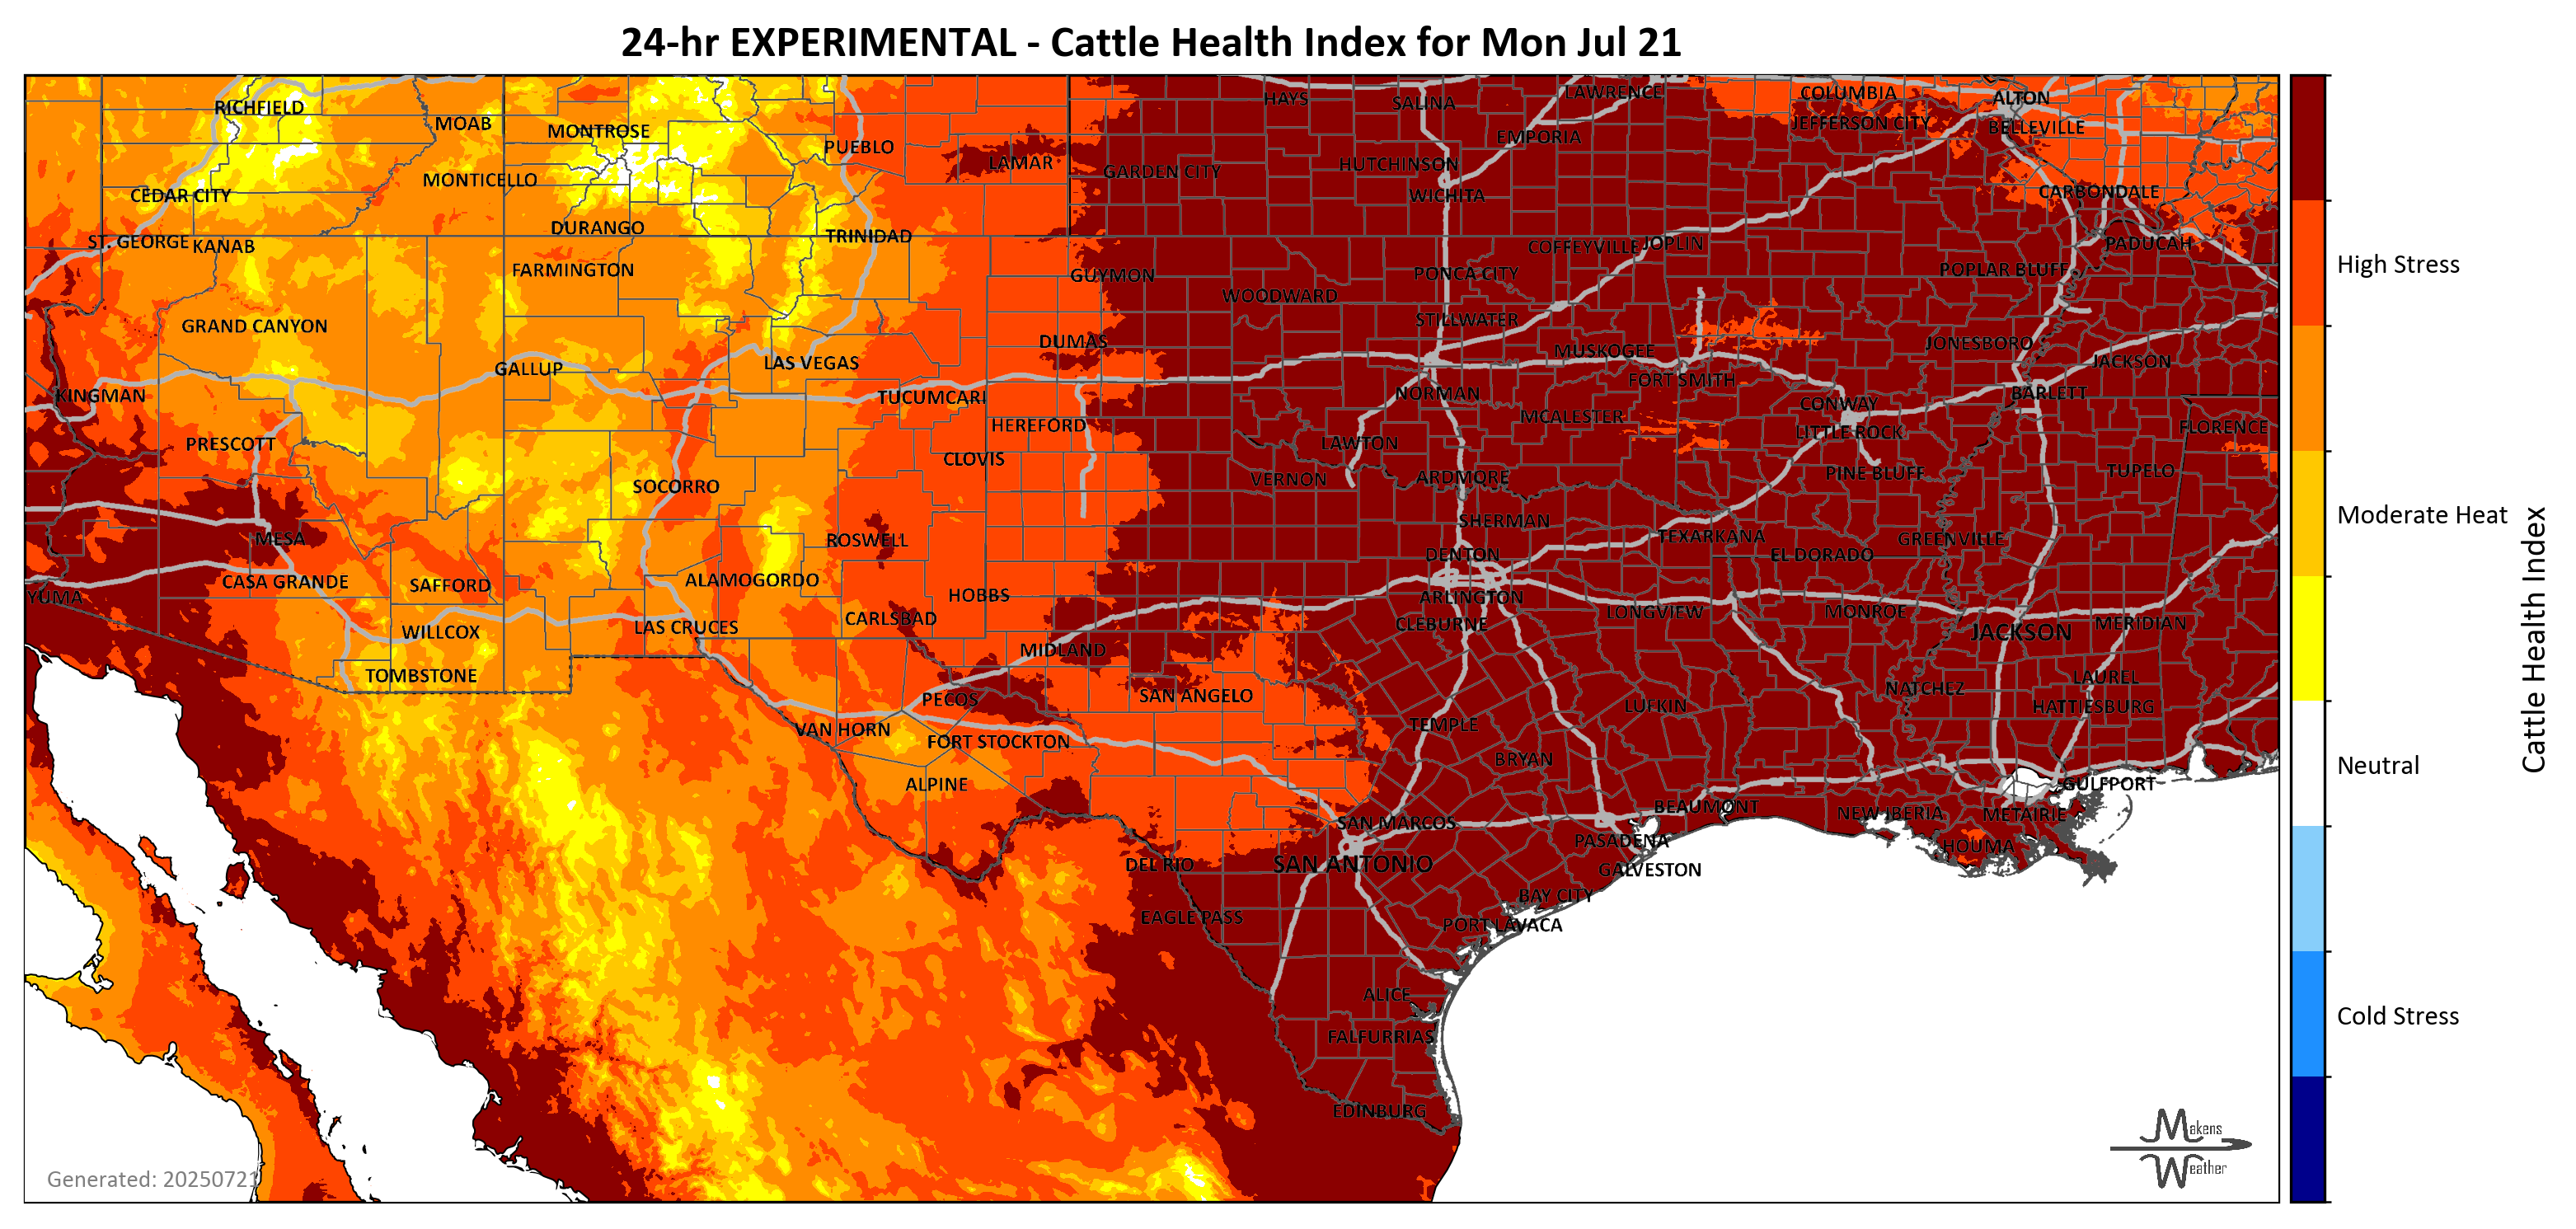 24-hr EXPERIMENTAL - Cattle Health Index for Mon Jul 21
RICHFIELD
MOAB
MONTROSE
PUEBLO
LAMAR
HAYS
SALINA
LAWRENCE
COLUMBIA
ALTON
JEFFERSON CITY
BELLEVILLE
EMPORIA
GARDEN CITY
HUTCHINSON
WICHITA
CEDAR CITY
MONTICELLO
CARBONDALE
ST. GEORGE
KANAB
DURANGO
TRINIDAD
COFFEYVILLE
JOPLIN
PADUCAH
FARMINGTON
GUYMON
PONCA CITY
POPLAR BLUFF
WOODWARD
GRAND CANYON
STILLWATER
DUMAS
MUSKOGEE
JONESBORO
JACKSON
GALLUP
LAS VEGAS
FORT SMITH
KINGMAN
TUCUMCARI
NORMAN
BARLETT
CONWAY
HEREFORD
MCALESTER
LITTLE ROCK
FLORENCE
PRESCOTT
LAWTON
CLOVIS
PINE BLUFF
TUPELO
SOCORRO
VERNON
ARDMORE
SHERMAN
MESA
ROSWELL
TEXARKANA
GREENVILLE
DENTON
EL DORADO
CASA GRANDE
SAFFORD
ALAMOGORDO
YUMA
HOBBS
ARLINGTON
LONGVIEW
MONROE
CARLSBAD
CLEBURNE
WILLCOX
LAS CRUCES
JACKSON
MERIDIAN
MIDLAND
TOMBSTONE
PECOS
SAN ANGELO
NATCHEZ
LAUREL
LUFKIN
HATTIESBURG
VAN HORN
TEMPLE
FORT STOCKTON
BRYAN
ALPINE
GULFPORT
BEAUMONT
NEW IBERIA
METAIRIE
SAN MARCOS
PASADENA
HOUMA
DEL RIO
SAN ANTONIO
GALVESTON
BAY CITY
EAGLE PASS
PORT LAVACA
ALICE
FALFURRIAS
EDINBURG
Generated: 20250721
Makens
Weather
High Stress
Moderate Heat
Neutral
Cold Stress
Cattle Health Index